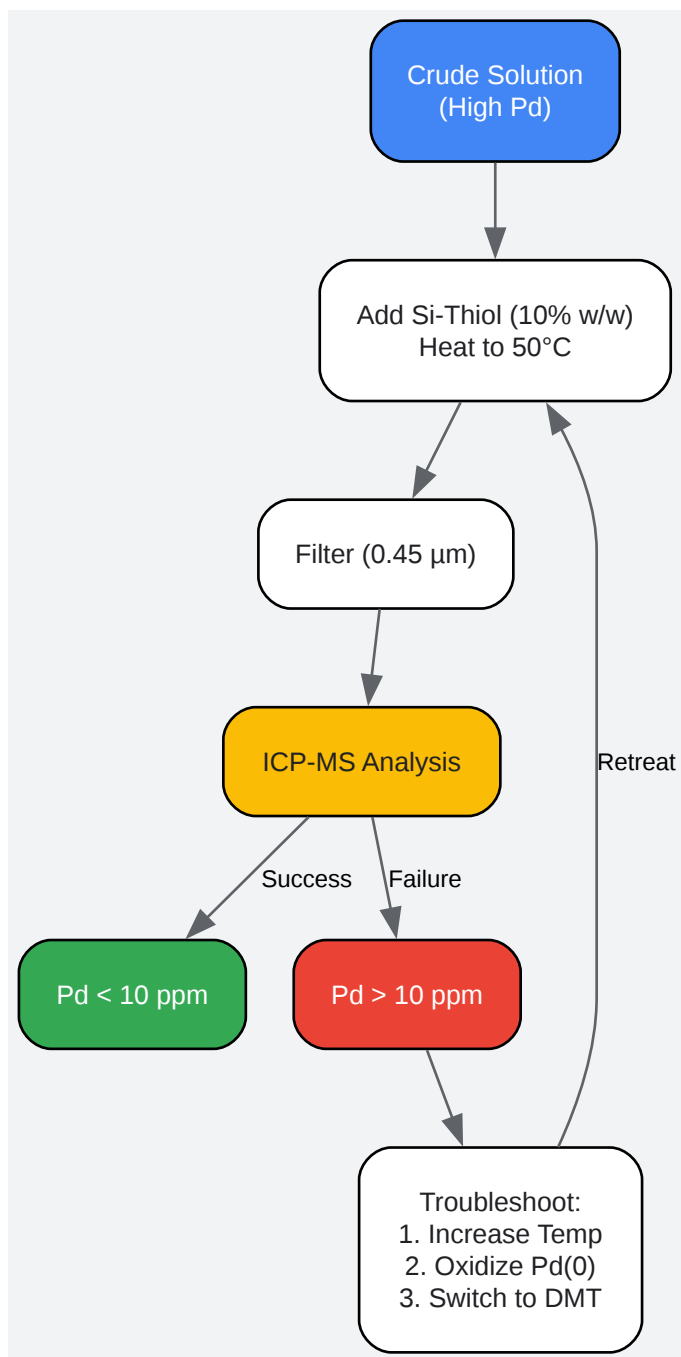 Crude Solution
(High Pd)
Add Si-Thiol (10% w/w)
Heat to 50°C
Filter (0.45 µm)
ICP-MS Analysis
Retreat
Success
Failure
Pd < 10 ppm
Pd > 10 ppm
Troubleshoot:
1. Increase Temp
2. Oxidize Pd(0)
3. Switch to DMT